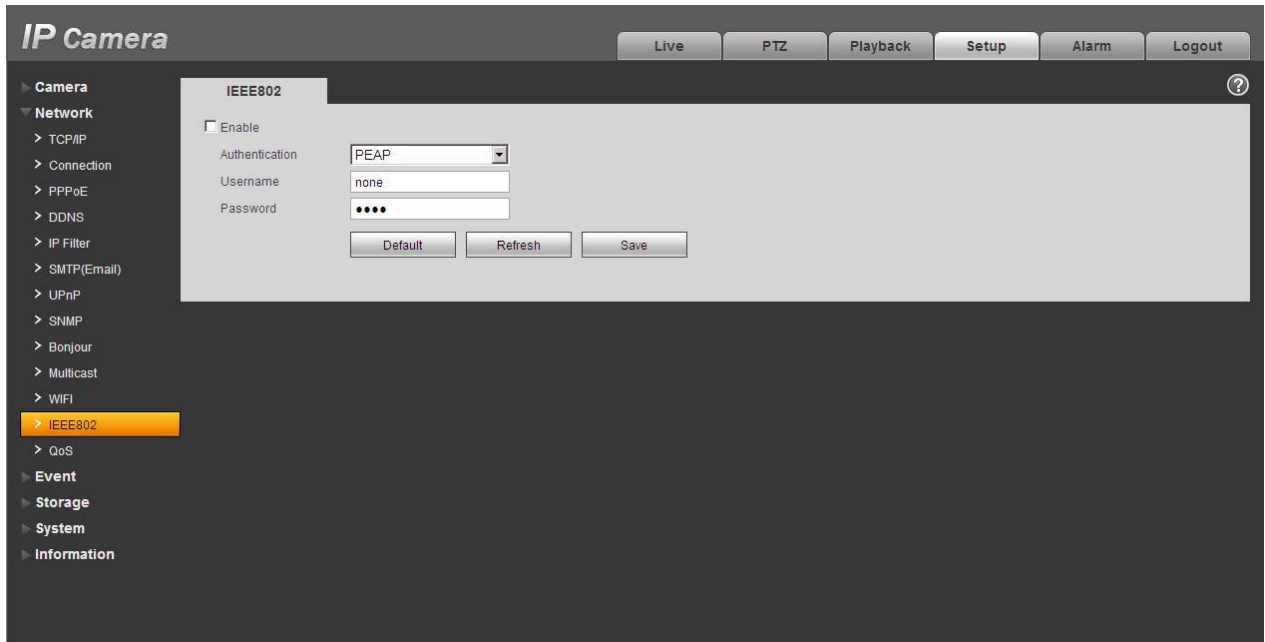 IP Camera
Live
PTZ
Playback
Setup
Alarm
Logout
Camera
Network
> TCP/IP
> Connection
> PPPoE
> DDNS
> IP Filter
> SMTP(Email)
> UPnP
> SNMP
> Bonjour
> Multicast
> WIFI
> IEEE802
> QoS
Event
Storage
System
Information
IEEE802
?
Enable
Authentication PEAP
Username none
Password ••••
Default Refresh Save